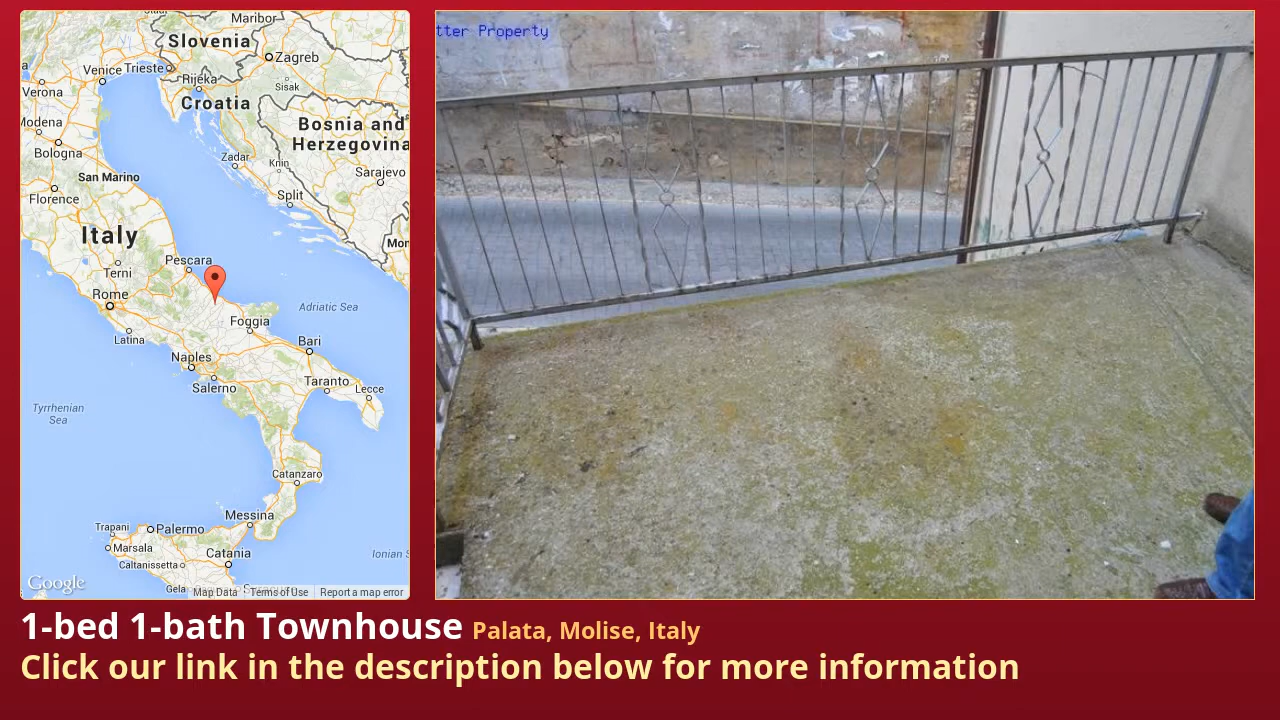 Maribor
Slovenia
Zagreb
Venice
Trieste
Rijeka
Verona
Sisak
Croatia
Modena
Bosnia and
Herzegovina
Bologna
Zadar
Knin
San Marino
Sarajevo
Florence
Split
Italy
Mon
Pescara
Terni
Rome
Adriatic Sea
Foggia
Latina
Bari
Naples
Salerno
Taranto
Lecce
Tyrrhenian
Sea
Catanzaro
Messina
Trapani
Palermo
Marsala
Catania
Ionian S
Caltanissetta
Google
Gela
Map Data
Terms of Use
Report a map error
tter Property
1-bed 1-bath Townhouse Palata, Molise, Italy
Click our link in the description below for more information